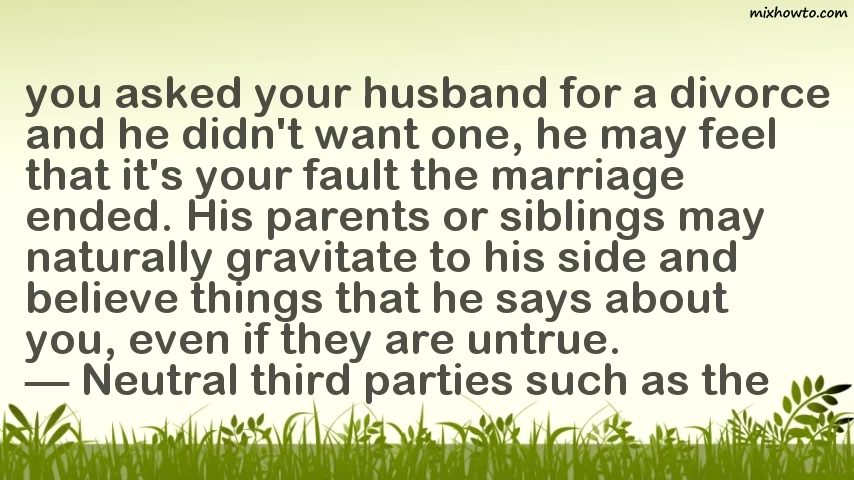 mixhowto.com
you asked your husband for a divorce
and he didn't want one, he may feel
that it's your fault the marriage
ended. His parents or siblings may
naturally gravitate to his side and
believe things that he says about
you, even if they are untrue.
— Neutral third parties such as the